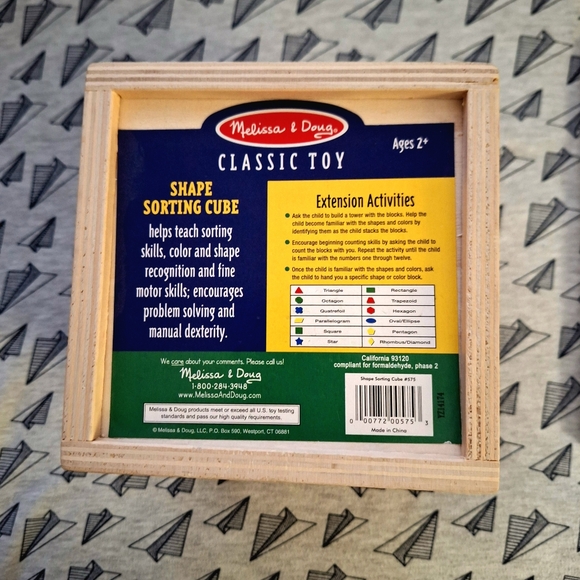 Melissa & Doug®
CLASSIC TOY
Ages 2+
SHAPE
SORTING CUBE
helps teach sorting
skills, color and shape
recognition and fine
motor skills; encourages
problem solving and
manual dexterity.
Extension Activities
Ask the child to build a tower with the blocks. Help the
child become familiar with the shapes and colors by
identifying them as the child stacks the blocks.
Encourage beginning counting skills by asking the child to
count the blocks with you. Repeat the activity until the child
is familiar with the numbers one through twelve.
Once the child is familiar with the shapes and colors, ask
the child to hand you a specific shape or color block.
Triangle Rectangle
Octagon Trapezoid
Quatrefoil Hexagon
Parallelogram Oval/Ellipse
Square Pentagon
Star Rhombus/Diamond
We care about your comments. Please call us!
Melissa & Doug
1-800-284-3948
www.MelissaAndDoug.com
Melissa & Doug products meet or exceed all U.S. toy testing
standards and pass our high quality requirements.
© Melissa & Doug, LLC, P.O. Box 590, Westport, CT 06881
California 93120
compliant for formaldehyde, phase 2
Shape Sorting Cube #575
0 00772 00575 3
Made in China